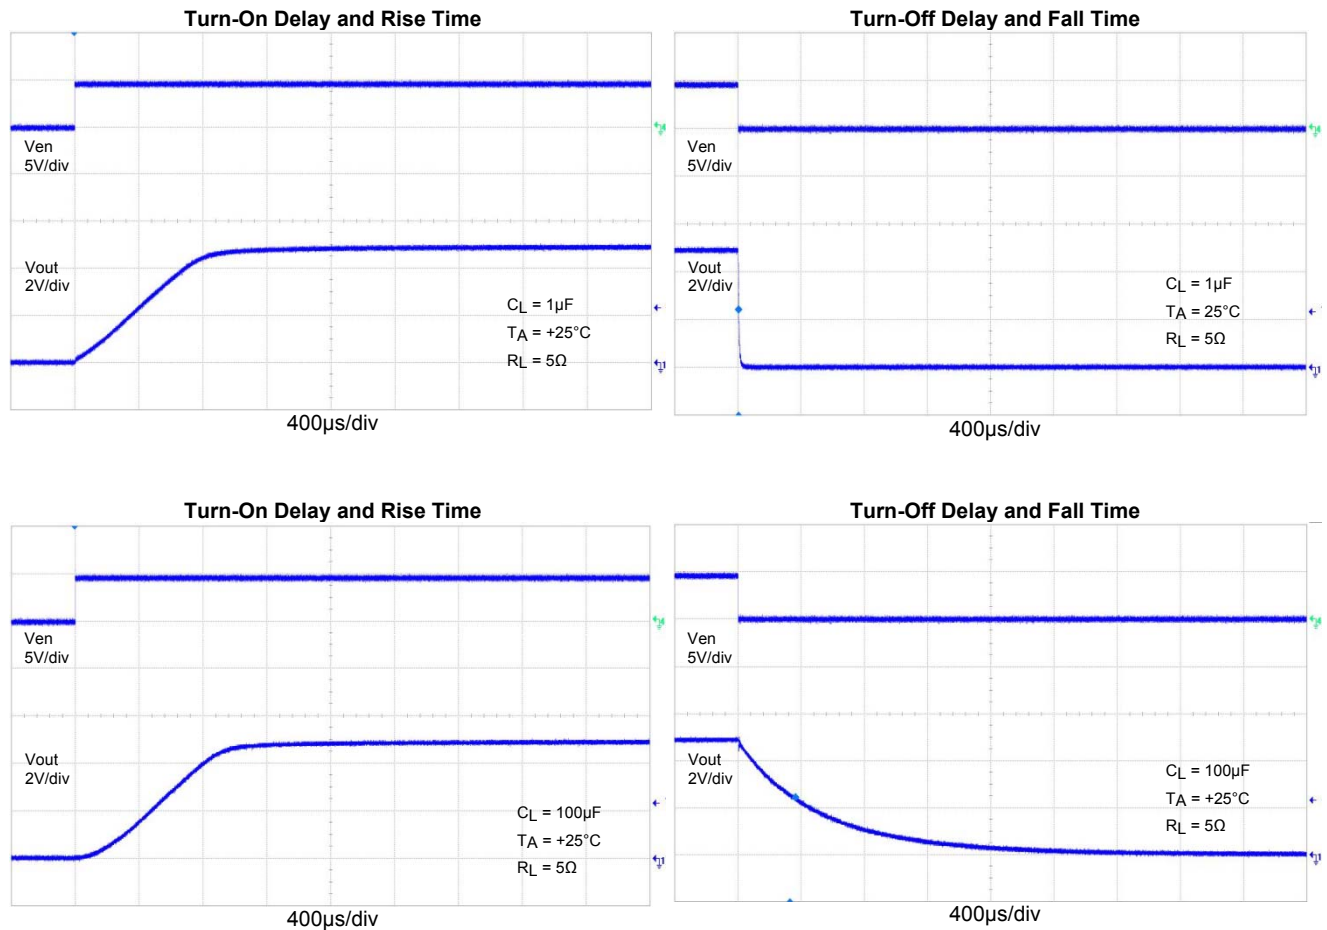 Turn-On Delay and Rise Time
Ven
5V/div
Vout
2V/div
CL = 1µF
TA = +25°C
RL = 5Ω
400µs/div
Turn-Off Delay and Fall Time
Ven
5V/div
Vout
2V/div
CL = 1µF
TA = 25°C
RL = 5Ω
400µs/div
Turn-On Delay and Rise Time
Ven
5V/div
Vout
2V/div
CL = 100µF
TA = +25°C
RL = 5Ω
400µs/div
Turn-Off Delay and Fall Time
Ven
5V/div
Vout
2V/div
CL = 100µF
TA = +25°C
RL = 5Ω
400µs/div